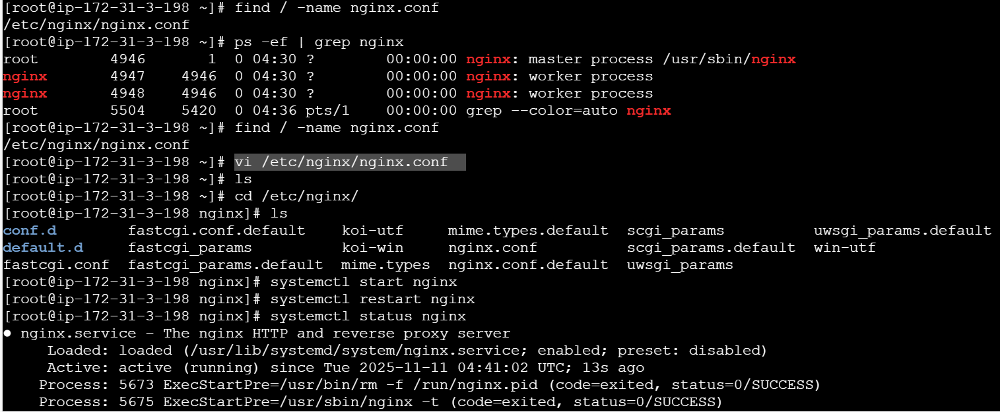 [root@ip-172-31-3-198 ~]# find / -name nginx.conf
/etc/nginx/nginx.conf
[root@ip-172-31-3-198 ~]# ps -ef | grep nginx
root        4946       1  0 04:30 ?        00:00:00 nginx: master process /usr/sbin/nginx
nginx       4947    4946  0 04:30 ?        00:00:00 nginx: worker process
nginx       4948    4946  0 04:30 ?        00:00:00 nginx: worker process
root        5504    5420  0 04:36 pts/1    00:00:00 grep --color=auto nginx
[root@ip-172-31-3-198 ~]# find / -name nginx.conf
/etc/nginx/nginx.conf
[root@ip-172-31-3-198 ~]# vi /etc/nginx/nginx.conf
[root@ip-172-31-3-198 ~]# ls
[root@ip-172-31-3-198 ~]# cd /etc/nginx/
[root@ip-172-31-3-198 nginx]# ls
conf.d        fastcgi.conf.default    koi-utf     mime.types.default  scgi_params          uwsgi_params.default
default.d     fastcgi_params          koi-win     nginx.conf          scgi_params.default  win-utf
fastcgi.conf  fastcgi_params.default  mime.types  nginx.conf.default  uwsgi_params
[root@ip-172-31-3-198 nginx]# systemctl start nginx
[root@ip-172-31-3-198 nginx]# systemctl restart nginx
[root@ip-172-31-3-198 nginx]# systemctl status nginx
● nginx.service - The nginx HTTP and reverse proxy server
     Loaded: loaded (/usr/lib/systemd/system/nginx.service; enabled; preset: disabled)
     Active: active (running) since Tue 2025-11-11 04:41:02 UTC; 13s ago
    Process: 5673 ExecStartPre=/usr/bin/rm -f /run/nginx.pid (code=exited, status=0/SUCCESS)
    Process: 5675 ExecStartPre=/usr/sbin/nginx -t (code=exited, status=0/SUCCESS)